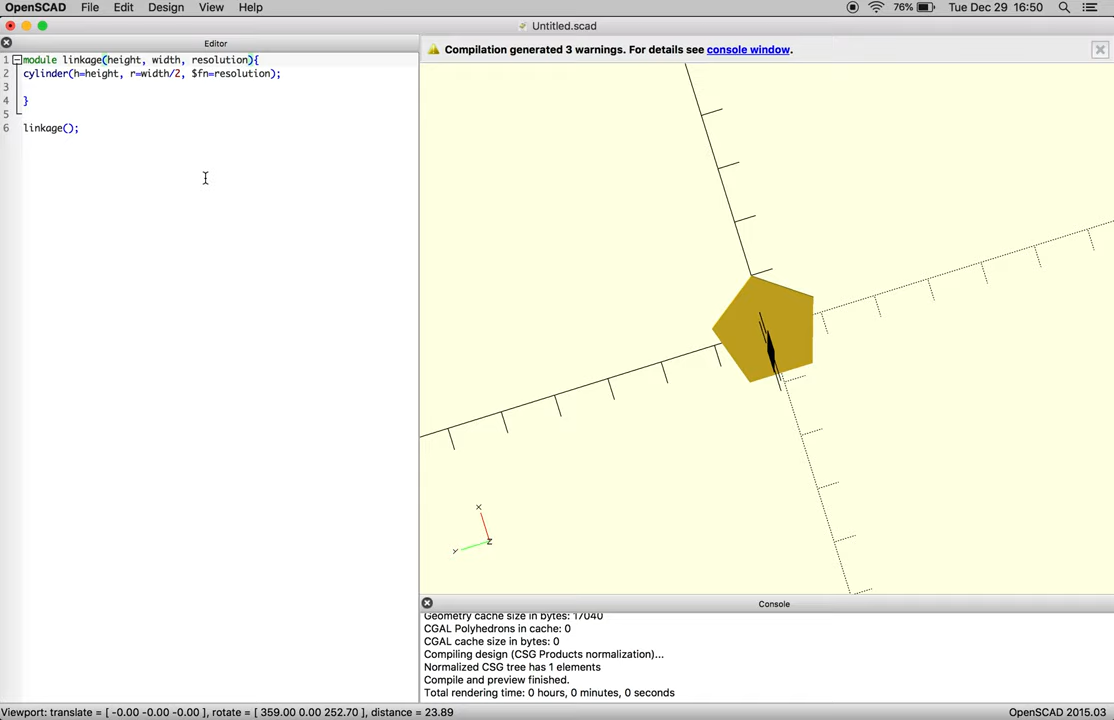 OpenSCAD File Edit Design View Help 76% Tue Dec 29 16:50
Untitled.scad
Editor
Compilation generated 3 warnings. For details see console window.
1 module linkage(height, width, resolution){
2 cylinder(h=height, r=width/2, $fn=resolution);
3
4 }
5
6 linkage();
X
Y
Z
Console
Geometry cache size in bytes: 17040
CGAL Polyhedrons in cache: 0
CGAL cache size in bytes: 0
Compiling design (CSG Products normalization)...
Normalized CSG tree has 1 elements
Compile and preview finished.
Total rendering time: 0 hours, 0 minutes, 0 seconds
Viewport: translate = [ -0.00 -0.00 -0.00 ], rotate = [ 359.00 0.00 252.70 ], distance = 23.89 OpenSCAD 2015.03